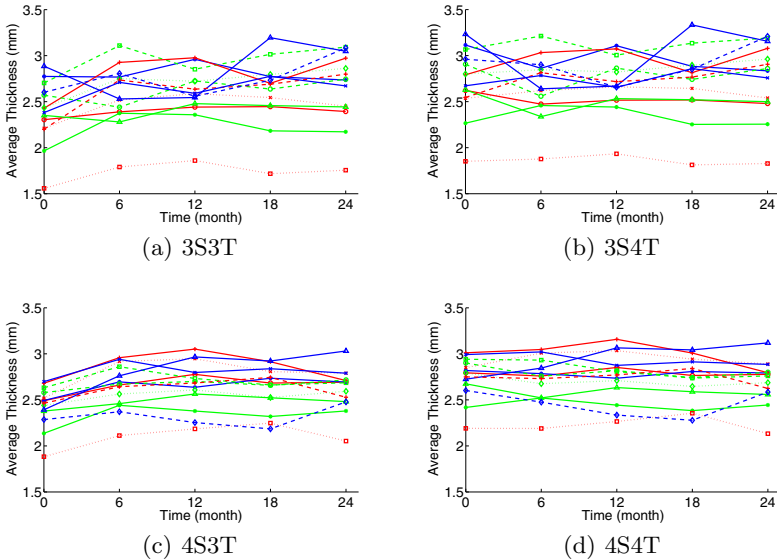 3.5
3
2.5
2
1.5
0 6 12 18 24
Average Thickness (mm)
Time (month)
(a) 3S3T
3.5
3
2.5
2
1.5
0 6 12 18 24
Average Thickness (mm)
Time (month)
(b) 3S4T
3.5
3
2.5
2
1.5
0 6 12 18 24
Average Thickness (mm)
Time (month)
(c) 4S3T
3.5
3
2.5
2
1.5
0 6 12 18 24
Average Thickness (mm)
Time (month)
(d) 4S4T